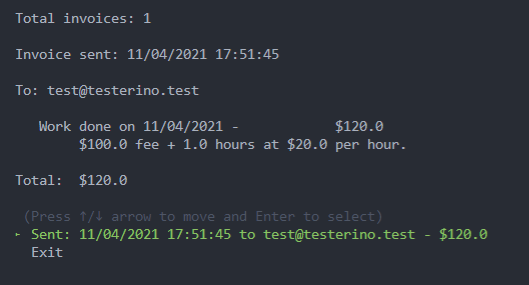 Total invoices: 1
Invoice sent: 11/04/2021 17:51:45
To: test@testerino.test
Work done on 11/04/2021 - $120.0
$100.0 fee + 1.0 hours at $20.0 per hour.
Total: $120.0
(Press ↑/↓ arrow to move and Enter to select)
‣ Sent: 11/04/2021 17:51:45 to test@testerino.test - $120.0
Exit